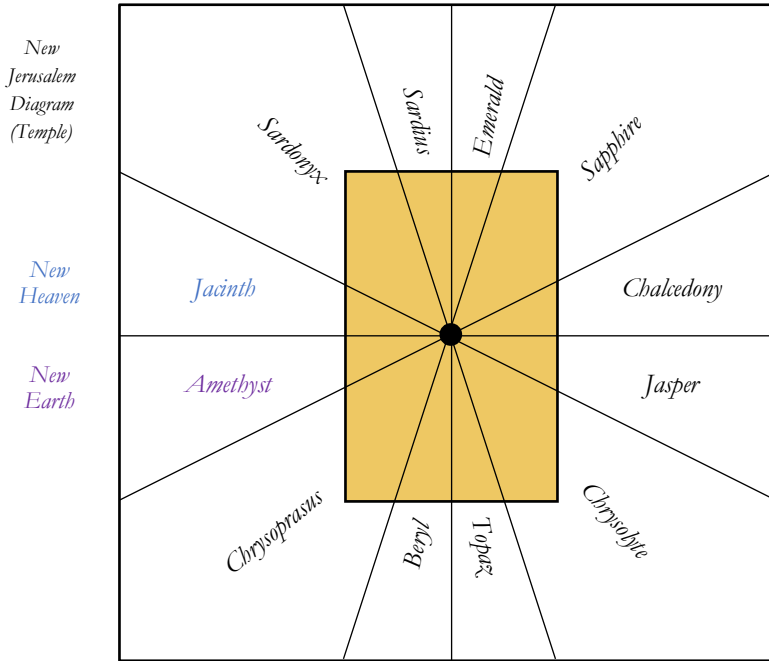 New
Jerusalem
Diagram
(Temple)
Sardonyx
Sardius
Emerald
Sapphire
New
Heaven
Jacinth
Chalcedony
New
Earth
Amethyst
Jasper
Chrysoprasus
Beryl
Topaz
Chrysolyte